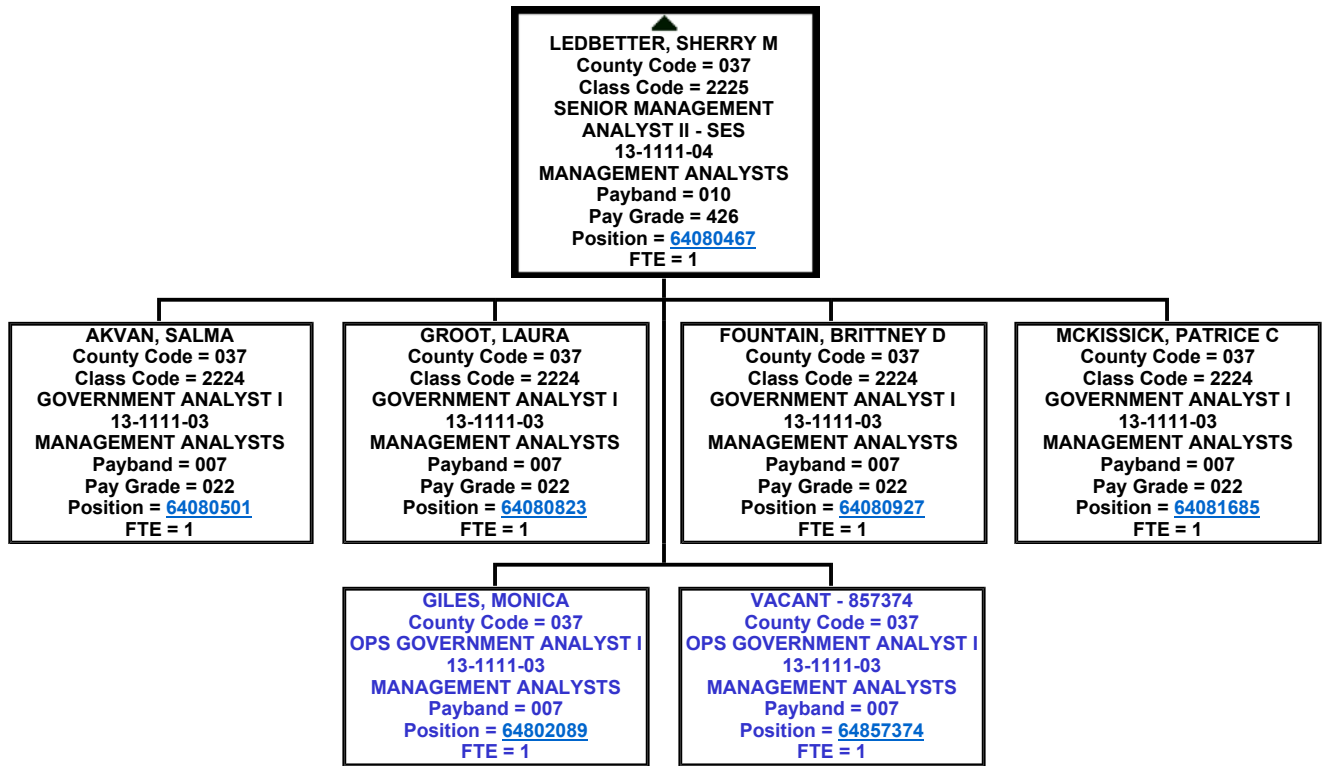 LEDBETTER, SHERRY M
County Code = 037
Class Code = 2225
SENIOR MANAGEMENT
ANALYST II - SES
13-1111-04
MANAGEMENT ANALYSTS
Payband = 010
Pay Grade = 426
Position = 64080467
FTE = 1
AKVAN, SALMA
County Code = 037
Class Code = 2224
GOVERNMENT ANALYST I
13-1111-03
MANAGEMENT ANALYSTS
Payband = 007
Pay Grade = 022
Position = 64080501
FTE = 1
GROOT, LAURA
County Code = 037
Class Code = 2224
GOVERNMENT ANALYST I
13-1111-03
MANAGEMENT ANALYSTS
Payband = 007
Pay Grade = 022
Position = 64080823
FTE = 1
FOUNTAIN, BRITTNEY D
County Code = 037
Class Code = 2224
GOVERNMENT ANALYST I
13-1111-03
MANAGEMENT ANALYSTS
Payband = 007
Pay Grade = 022
Position = 64080927
FTE = 1
MCKISSICK, PATRICE C
County Code = 037
Class Code = 2224
GOVERNMENT ANALYST I
13-1111-03
MANAGEMENT ANALYSTS
Payband = 007
Pay Grade = 022
Position = 64081685
FTE = 1
GILES, MONICA
County Code = 037
OPS GOVERNMENT ANALYST I
13-1111-03
MANAGEMENT ANALYSTS
Payband = 007
Position = 64802089
FTE = 1
VACANT - 857374
County Code = 037
OPS GOVERNMENT ANALYST I
13-1111-03
MANAGEMENT ANALYSTS
Payband = 007
Position = 64857374
FTE = 1